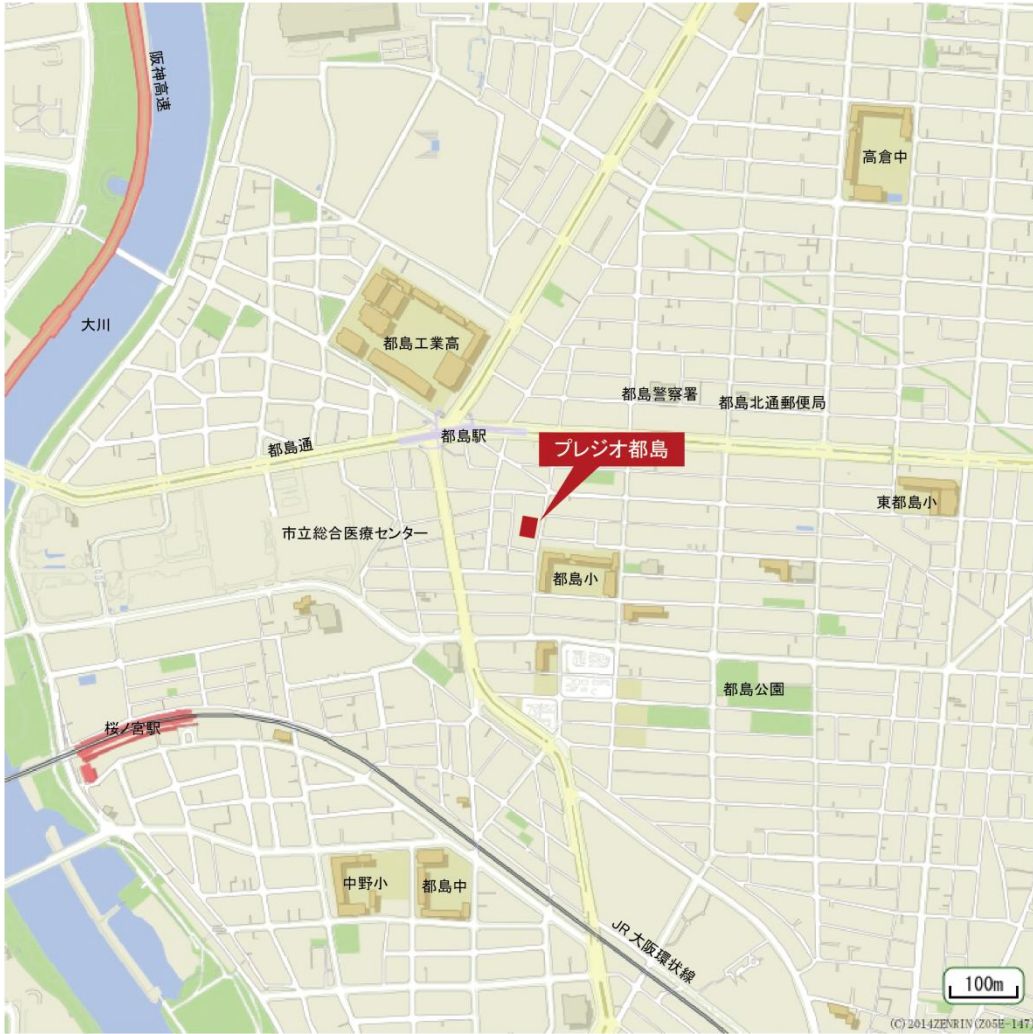 阪神高速
高倉中
大川
都島工業高
都島警察署
都島北通郵便局
都島駅
都島通
プレジオ都島
東都島小
市立総合医療センター
都島小
都島公園
桜ノ宮駅
中野小
都島中
JR大阪環状線
100m
(C)2014ZENRIN(Z05E-147